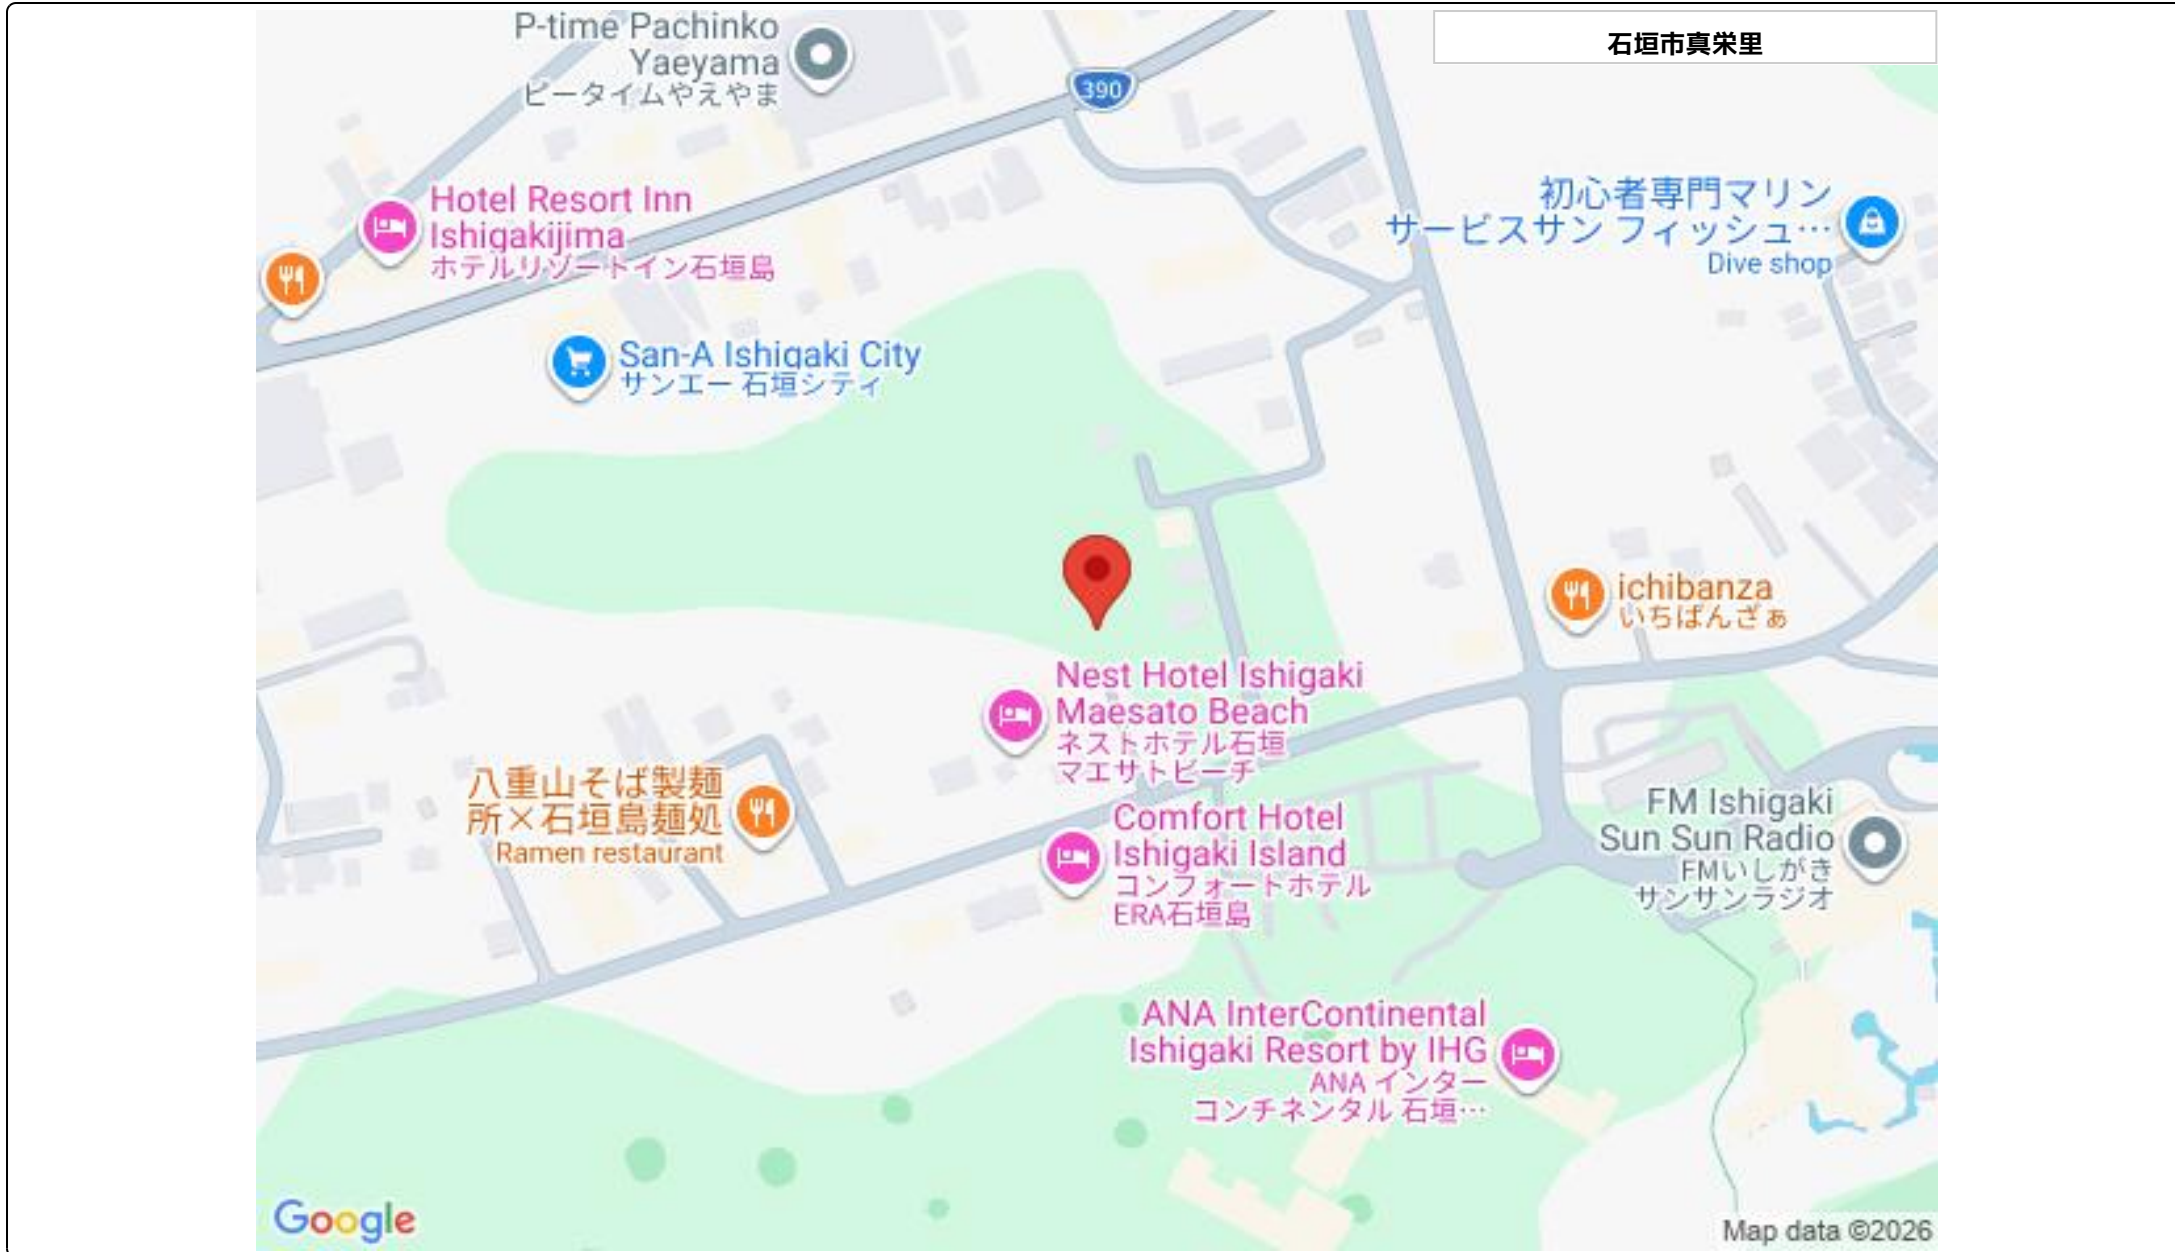 P-time Pachinko
Yaeyama
ピータイムやえやま
390
石垣市真栄里
Hotel Resort Inn
Ishigakijima
ホテルリゾートイン石垣島
初心者専門マリン
サービスサン フィッシュ…
Dive shop
San-A Ishigaki City
サンエー 石垣シティ
ichibanza
いちばんざぁ
Nest Hotel Ishigaki
Maesato Beach
ネストホテル石垣
マエサトビーチ
八重山そば製麺
所×石垣島麺処
Ramen restaurant
Comfort Hotel
Ishigaki Island
コンフォートホテル
ERA石垣島
FM Ishigaki
Sun Sun Radio
FMいしがき
サンサンラジオ
ANA InterContinental
Ishigaki Resort by IHG
ANA インター
コンチネンタル 石垣…
Google
Map data ©2026